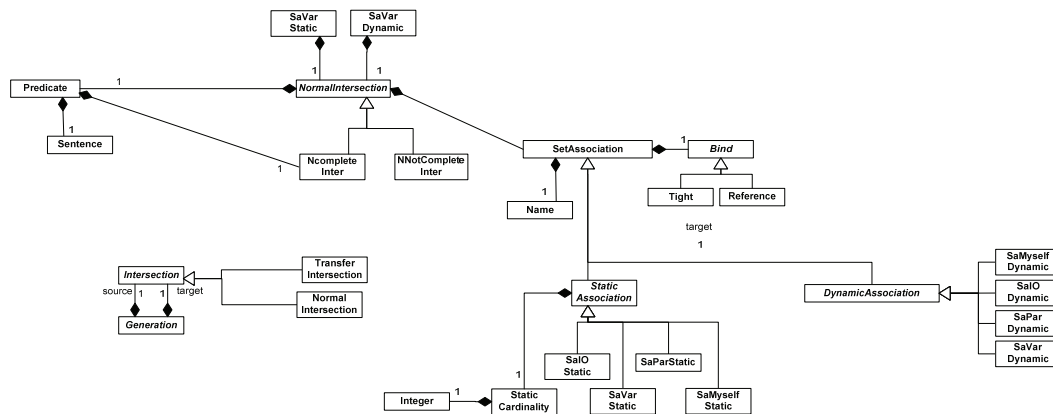 SaVar
Static
SaVar
Dynamic
1
1
1
Predicate
NormalIntersection
1
Sentence
1
Ncomplete
Inter
NNotComplete
Inter
SetAssociation
1
Bind
1
Name
Tight
Reference
target
1
Intersection
source
1
1
target
Generation
Transfer
Intersection
Normal
Intersection
Static
Association
DynamicAssociation
SaMyself
Dynamic
SaIO
Dynamic
SaPar
Dynamic
SaVar
Dynamic
SaIO
Static
SaParStatic
1
SaVar
Static
SaMyself
Static
Integer
1
Static
Cardinality